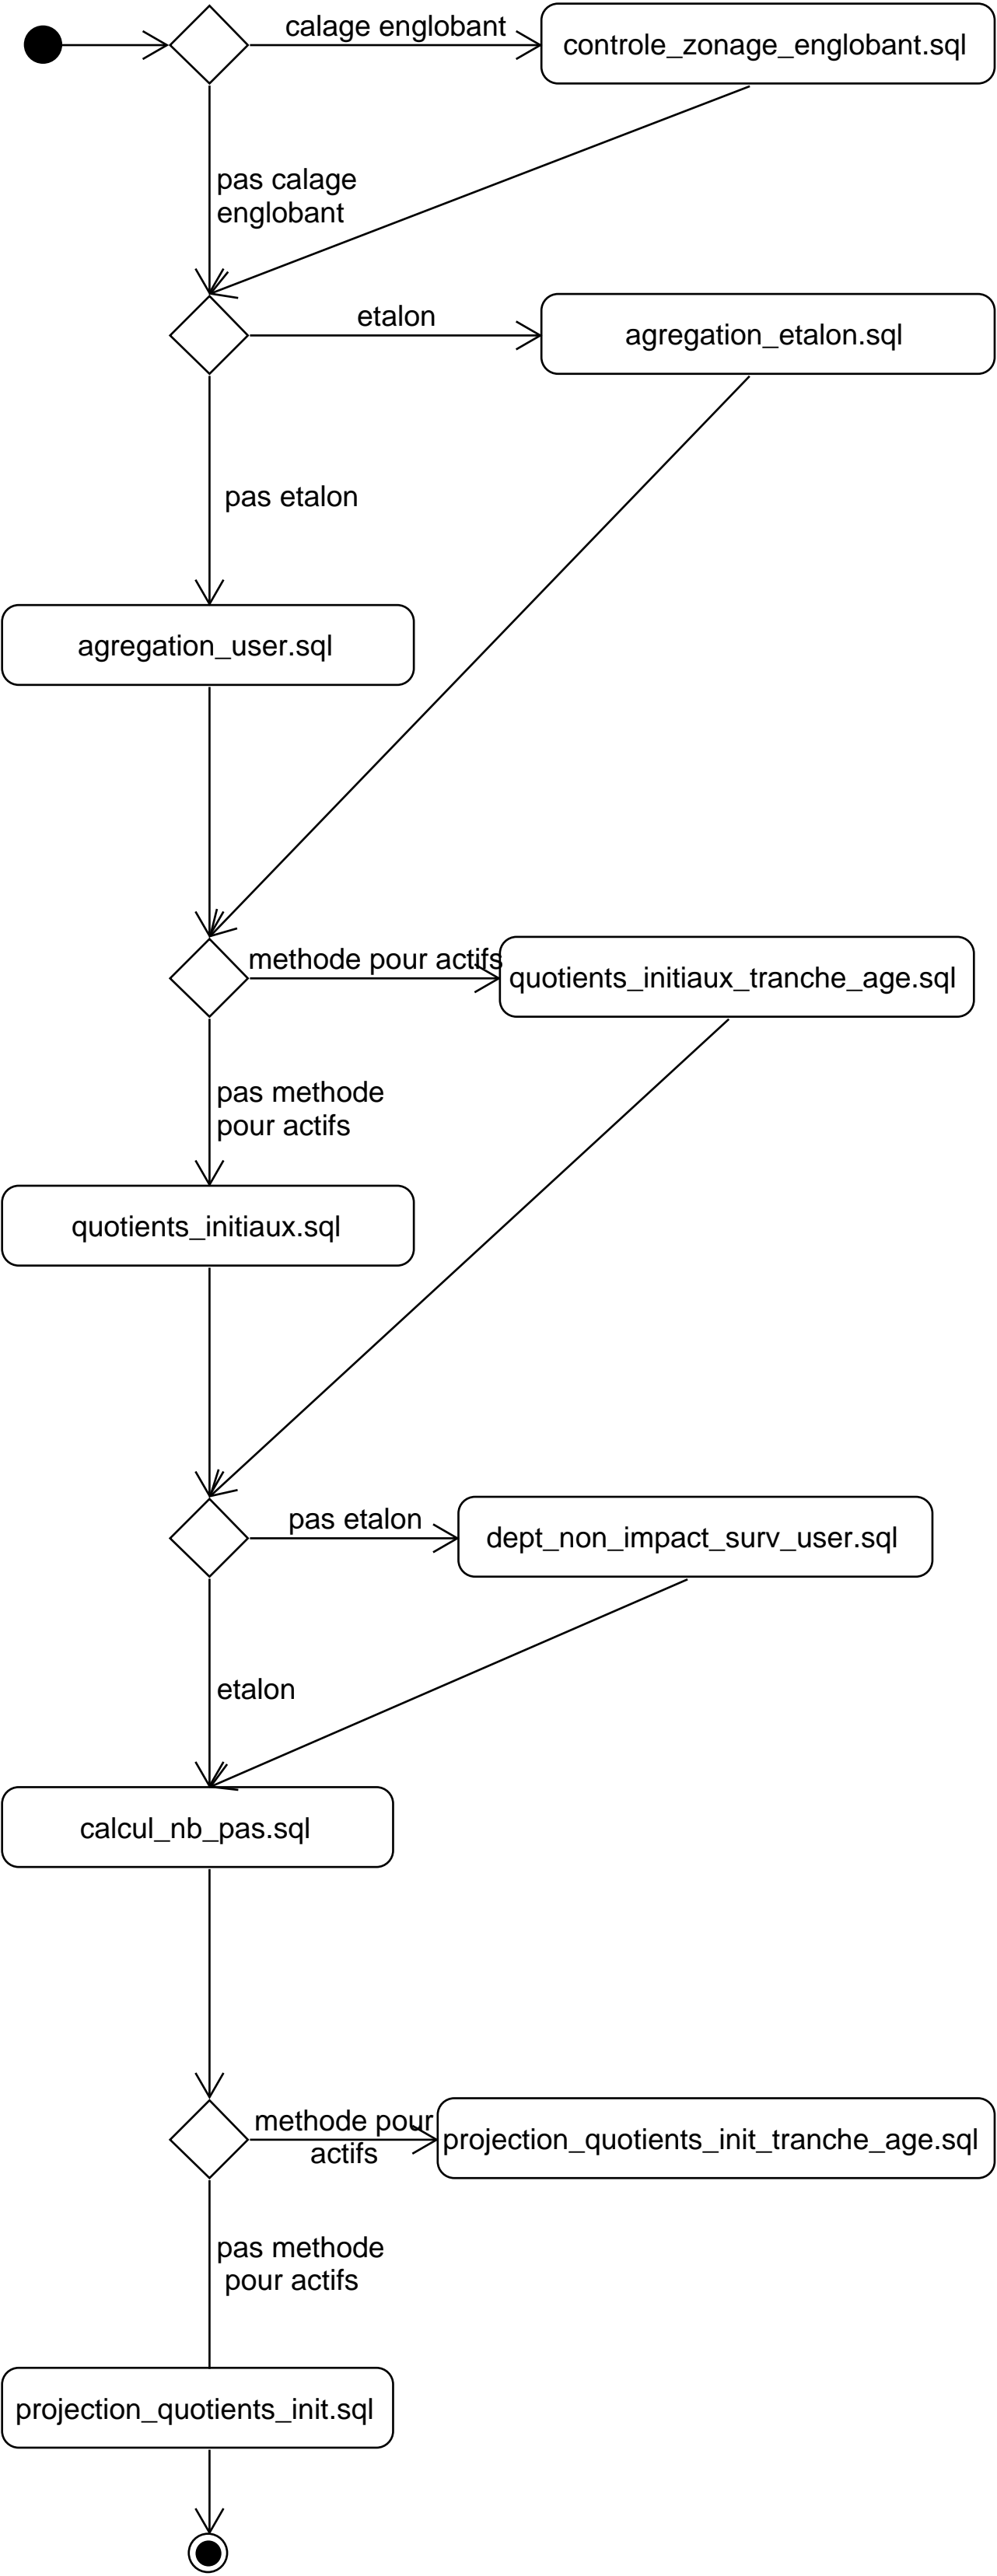 calage englobant
controle_zonage_englobant.sql
pas calage
englobant
etalon
agregation_etalon.sql
pas etalon
agregation_user.sql
methode pour actifs
quotients_initiaux_tranche_age.sql
pas methode
pour actifs
quotients_initiaux.sql
pas etalon
dept_non_impact_surv_user.sql
etalon
calcul_nb_pas.sql
methode pour
actifs
projection_quotients_init_tranche_age.sql
pas methode
pour actifs
projection_quotients_init.sql